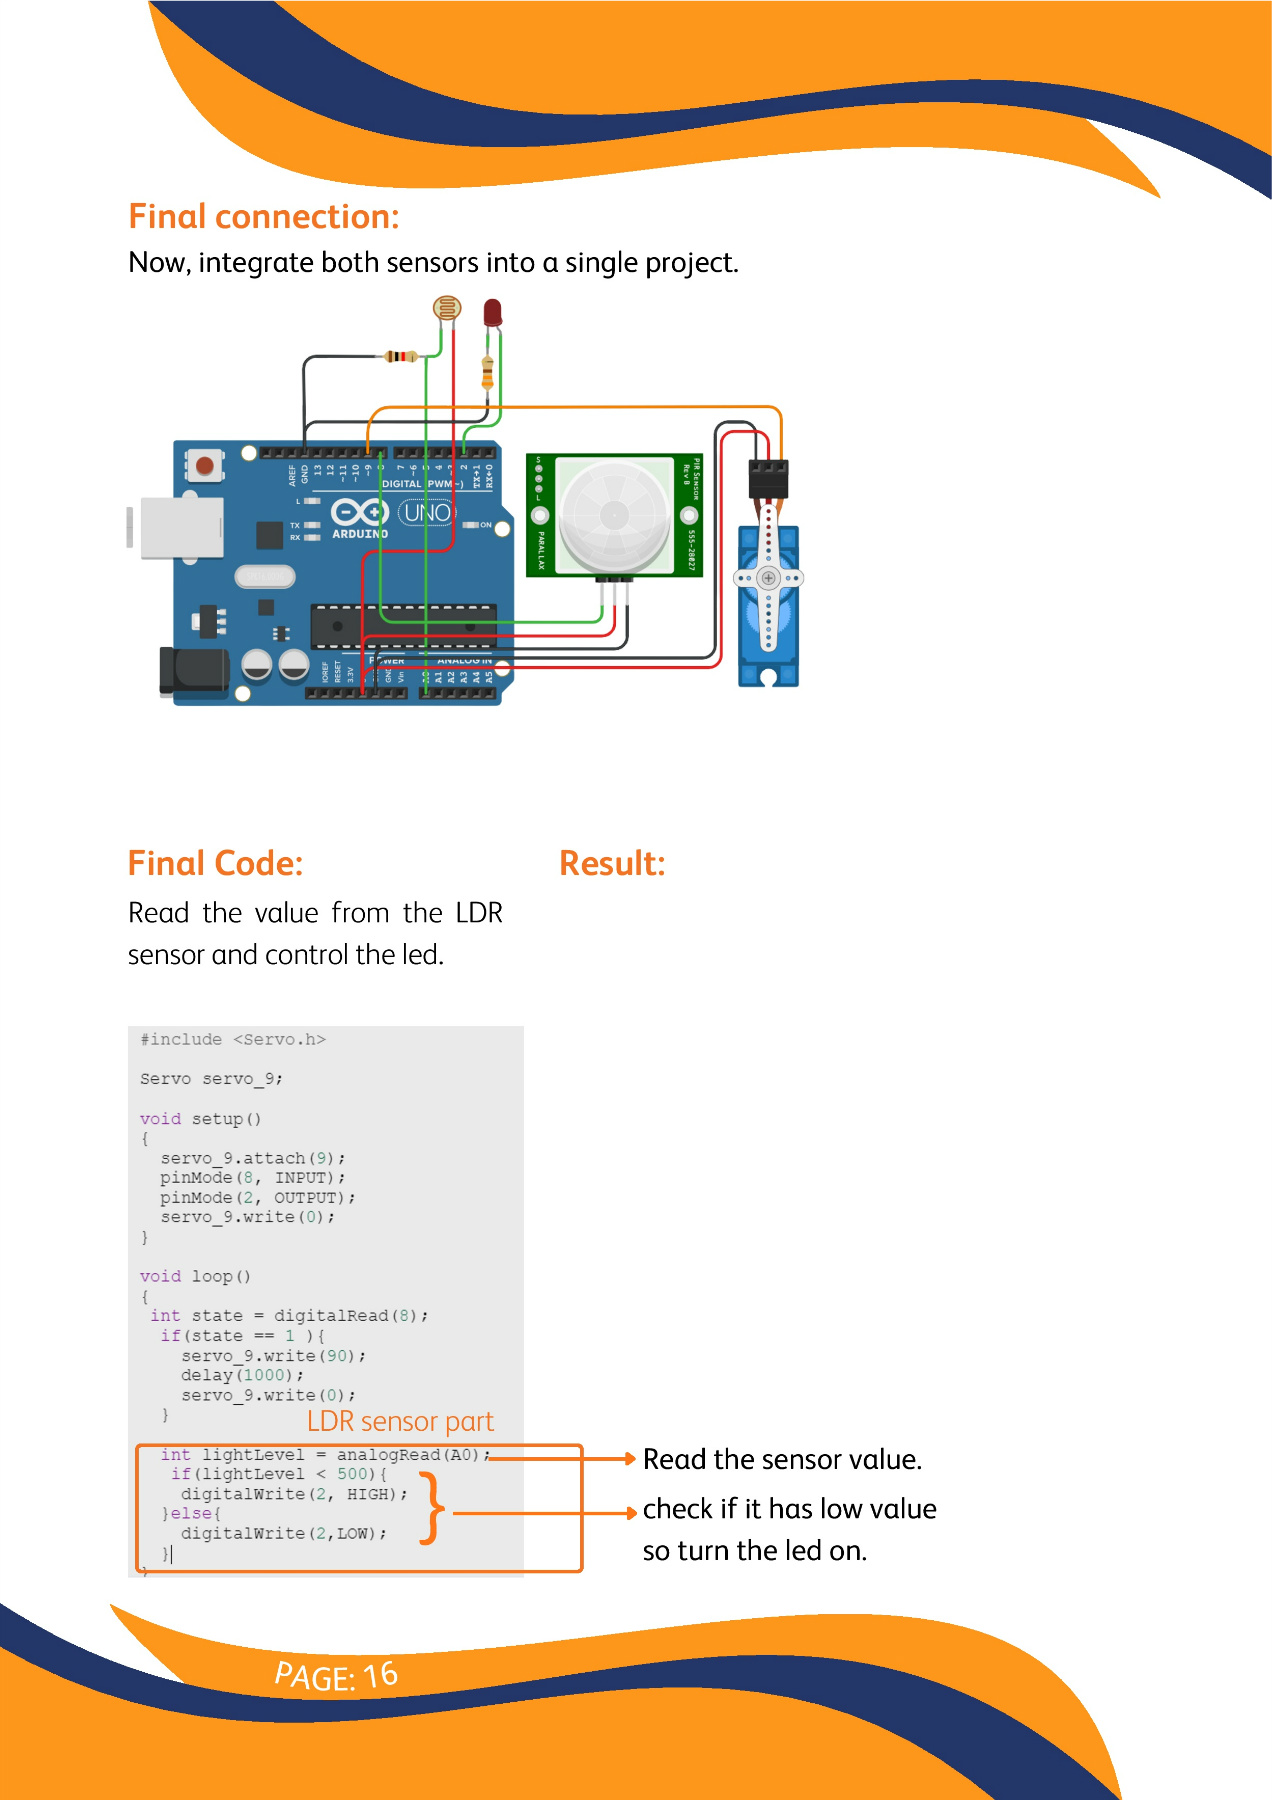 Final connection:
Now, integrate both sensors into a single project.
AREF
GND
13
12
~11
~10
~9
8
7
~6
4
2
TX→1
RX←0
DIGITAL (PWM~)
L
TX
RX
ARDUINO
UNO
ON
IOREF
RESET
3.3V
GND
Vin
POWER
ANALOG IN
A0
A1
A2
A3
A4
A5
S
L
PARALLAX
PIR SENSOR
Rev B
555-28027
Final Code:
Result:
Read the value from the LDR
sensor and control the led.
#include <Servo.h>
Servo servo_9;
void setup()
{
servo_9.attach(9);
pinMode(8, INPUT);
pinMode(2, OUTPUT);
servo_9.write(0);
}
void loop()
{
int state = digitalRead(8);
if(state == 1 ){
servo_9.write(90);
delay(1000);
servo_9.write(0);
}
LDR sensor part
int lightLevel = analogRead(A0);
if(lightLevel < 500){
digitalWrite(2, HIGH);
}else{
digitalWrite(2,LOW);
}
}
Read the sensor value.
check if it has low value
so turn the led on.
PAGE: 16